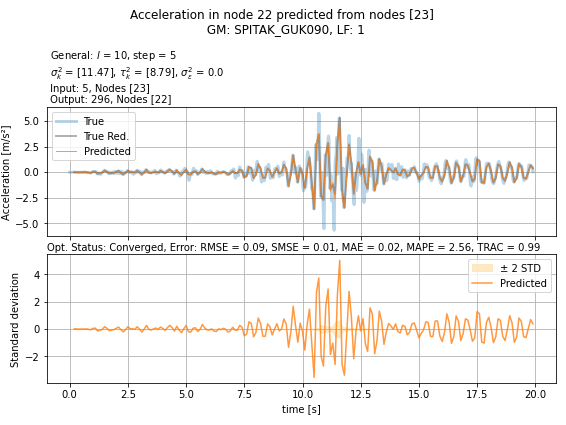 Acceleration in node 22 predicted from nodes [23]
GM: SPITAK_GUK090, LF: 1
General: l = 10, step = 5
σ²ₖ = [11.47], τ²ₖ = [8.79], σ²ε = 0.0
Input: 5, Nodes [23]
Output: 296, Nodes [22]
Acceleration [m/s²]
5.0
2.5
0.0
−2.5
−5.0
True
True Red.
Predicted
Opt. Status: Converged, Error: RMSE = 0.09, SMSE = 0.01, MAE = 0.02, MAPE = 2.56, TRAC = 0.99
Standard deviation
4
2
0
−2
± 2 STD
Predicted
0.0 2.5 5.0 7.5 10.0 12.5 15.0 17.5 20.0
time [s]